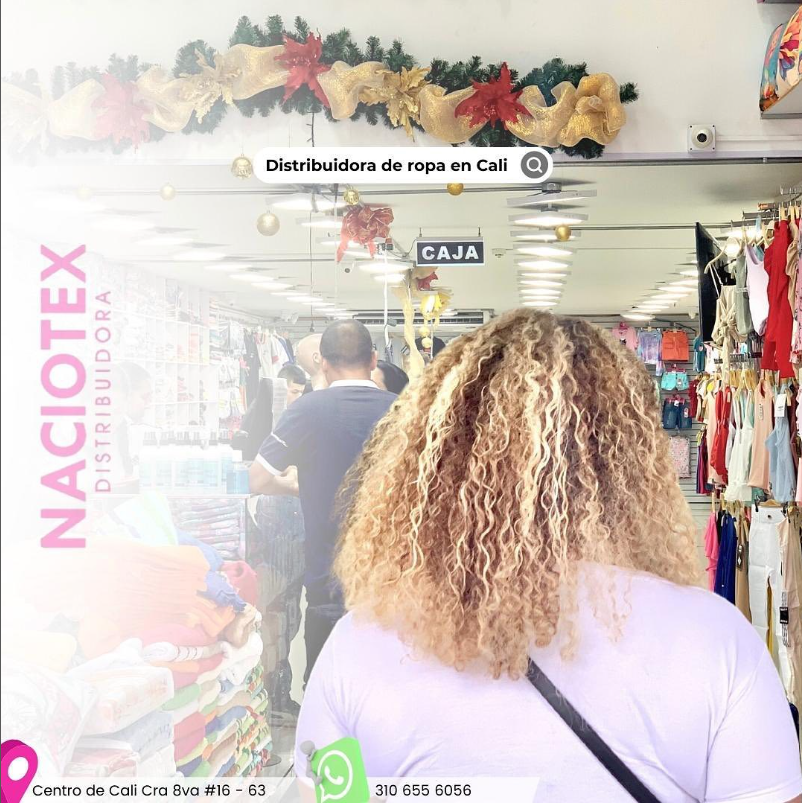 Distribuidora de ropa en Cali
CAJA
NACIOTEX
DISTRIBUIDORA
Centro de Cali Cra 8va #16 - 63
310 655 6056